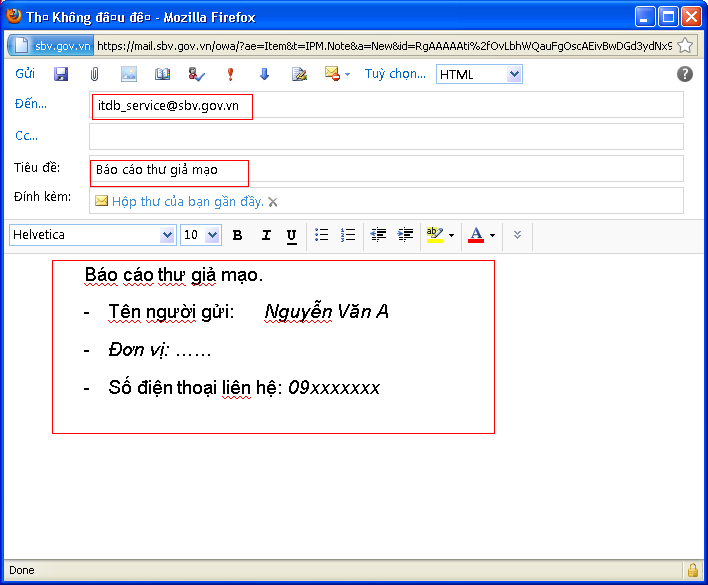 Th¤ Không đâ¤u đê¤ - Mozilla Firefox
sbv.gov.vn https://mail.sbv.gov.vn/owa/?ae=Item&t=IPM.Note&a=New&id=RgAAAAAti%2fOvLbhWQauFgOscAEivBwDGd3ydNx9
Gửi Tuỳ chọn... HTML
Đến... itdb_service@sbv.gov.vn
Cc...
Tiêu đề: Báo cáo thư giả mạo
Đính kèm: Hộp thư của bạn gần đầy.
Helvetica 10 B I U ab A
Báo cáo thư giả mạo.
- Tên người gửi: Nguyễn Văn A
- Đơn vị: ……
- Số điện thoại liên hệ: 09xxxxxxx
Done